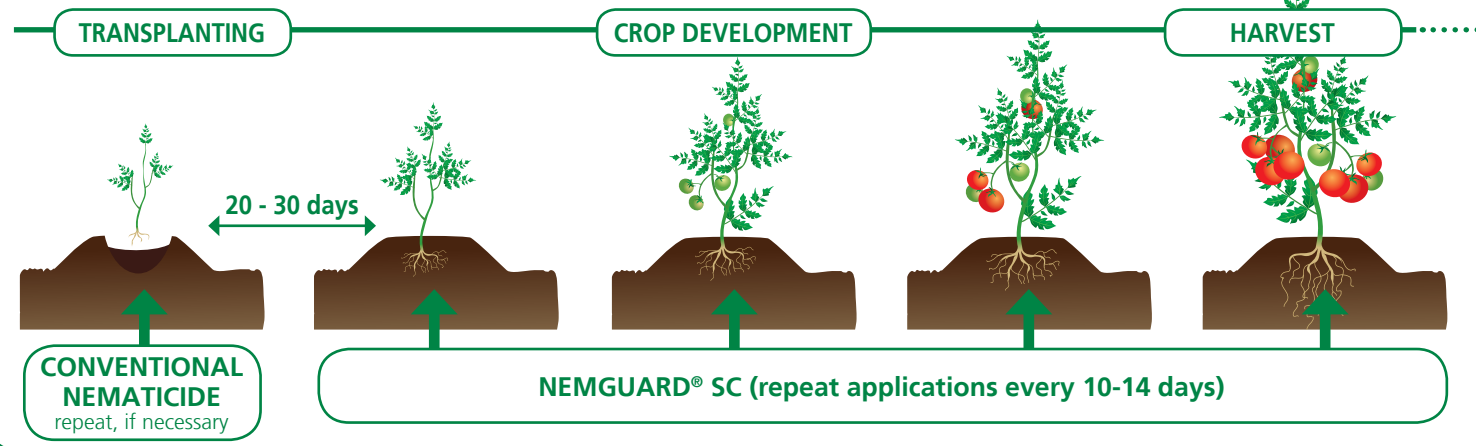 TRANSPLANTING
CROP DEVELOPMENT
HARVEST
20 - 30 days
CONVENTIONAL
NEMATICIDE
repeat, if necessary
NEMGUARD® SC (repeat applications every 10-14 days)